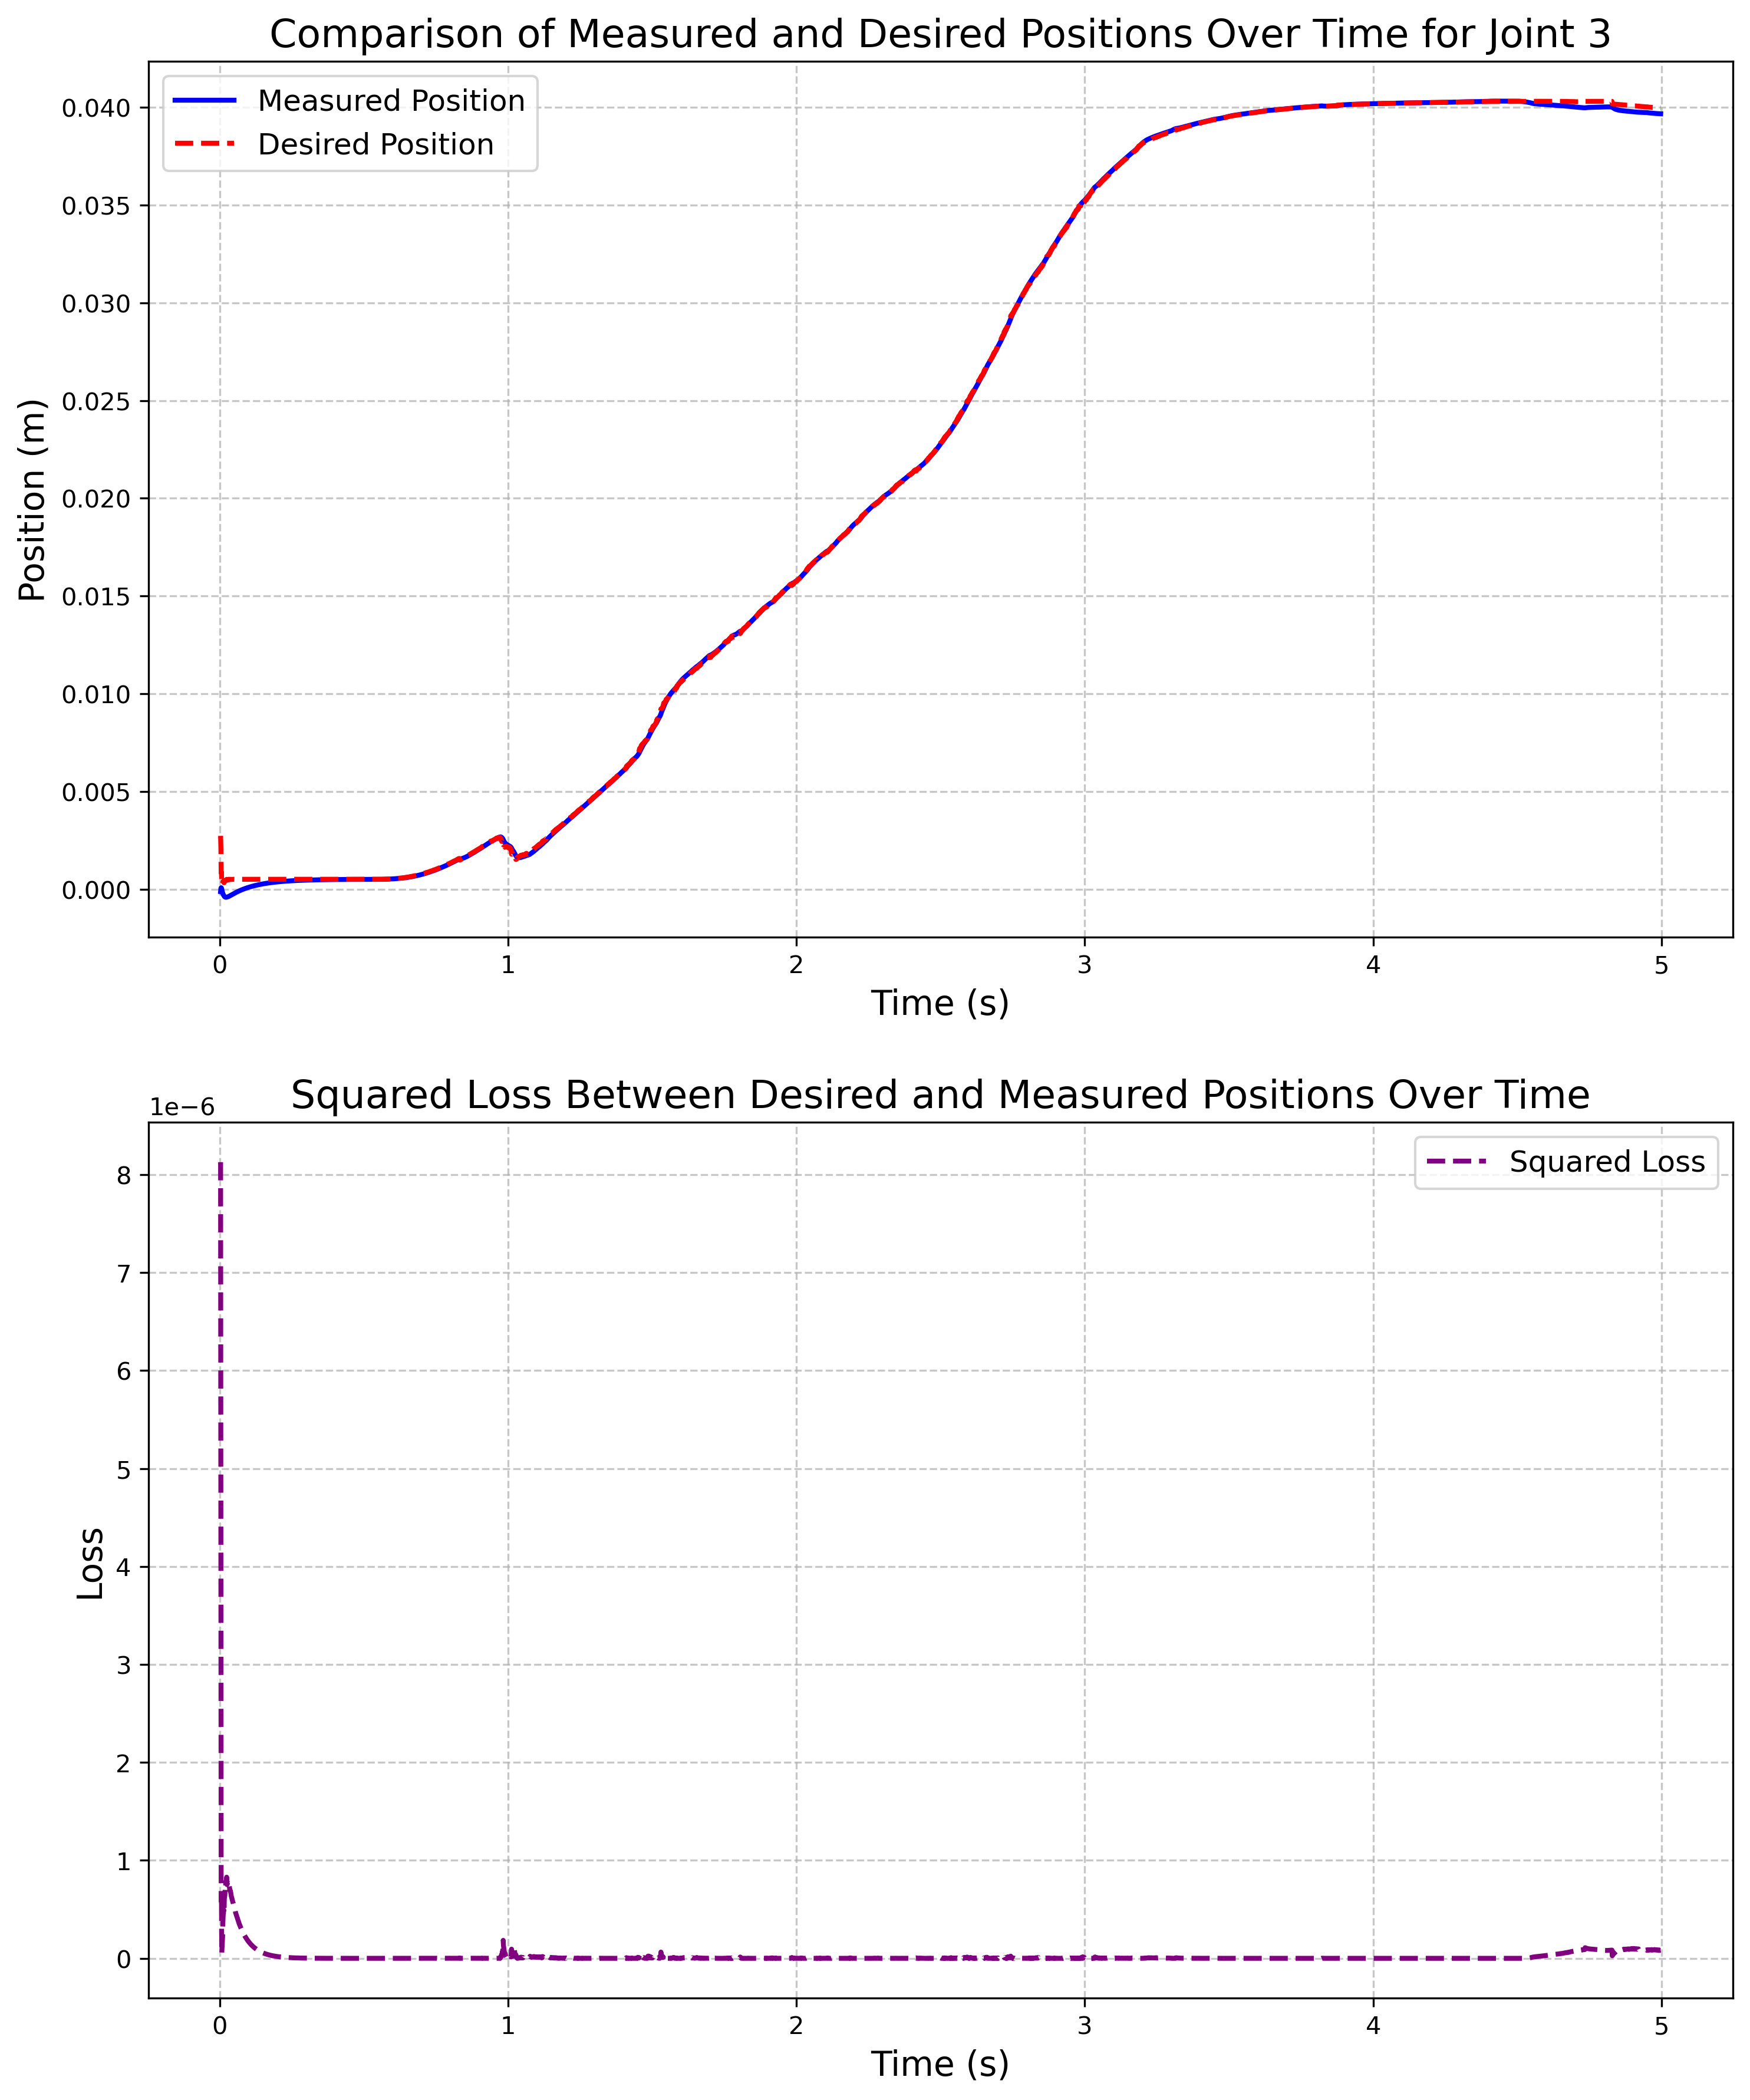 Comparison of Measured and Desired Positions Over Time for Joint 3
Measured Position
Desired Position
0.040
0.035
0.030
0.025
0.020
0.015
0.010
0.005
0.000
Position (m)
0 1 2 3 4 5
Time (s)
Squared Loss Between Desired and Measured Positions Over Time
1e−6
Squared Loss
8
7
6
5
4
3
2
1
0
Loss
0 1 2 3 4 5
Time (s)